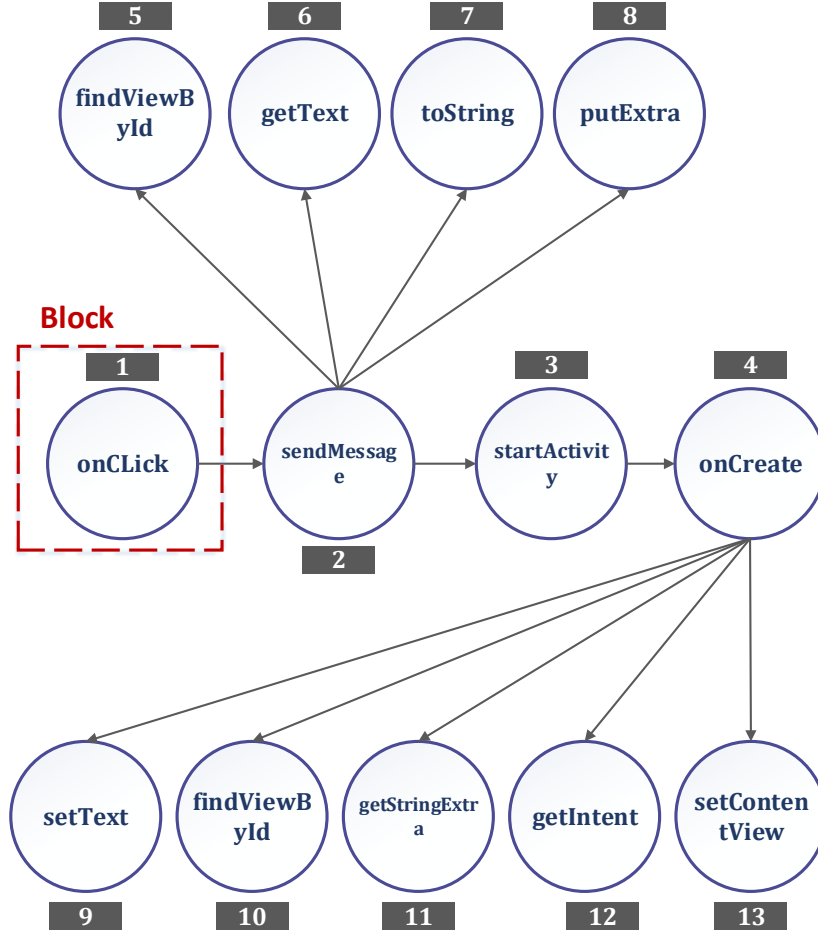 5 6 7 8
findViewB
yId
getText
toString
putExtra
Block
1
3
4
onCLick
sendMessag
e
startActivit
y
onCreate
2
setText
findViewB
yId
getStringExtr
a
getIntent
setConten
tView
9 10 11 12 13